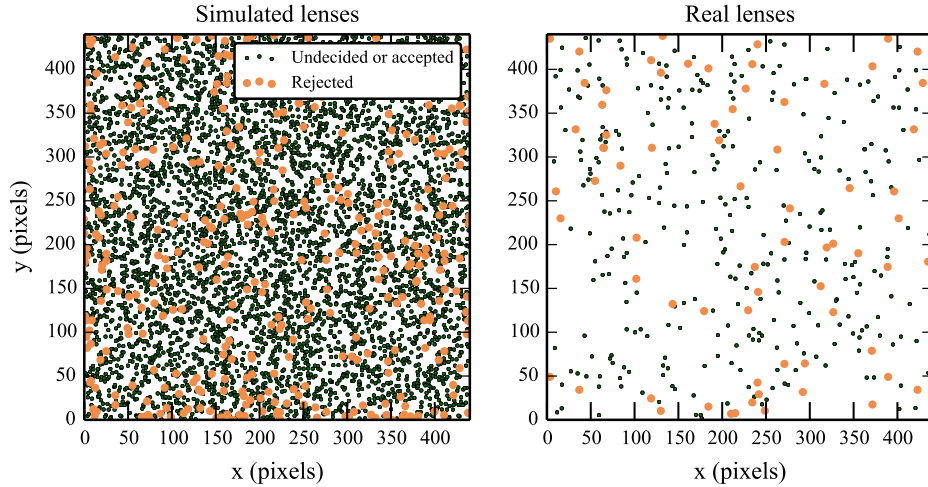 Simulated lenses
Real lenses
Undecided or accepted
Rejected
400
350
300
250
200
150
100
50
0
y (pixels)
0 50 100 150 200 250 300 350 400
x (pixels)
400
350
300
250
200
150
100
50
0
0 50 100 150 200 250 300 350 400
x (pixels)